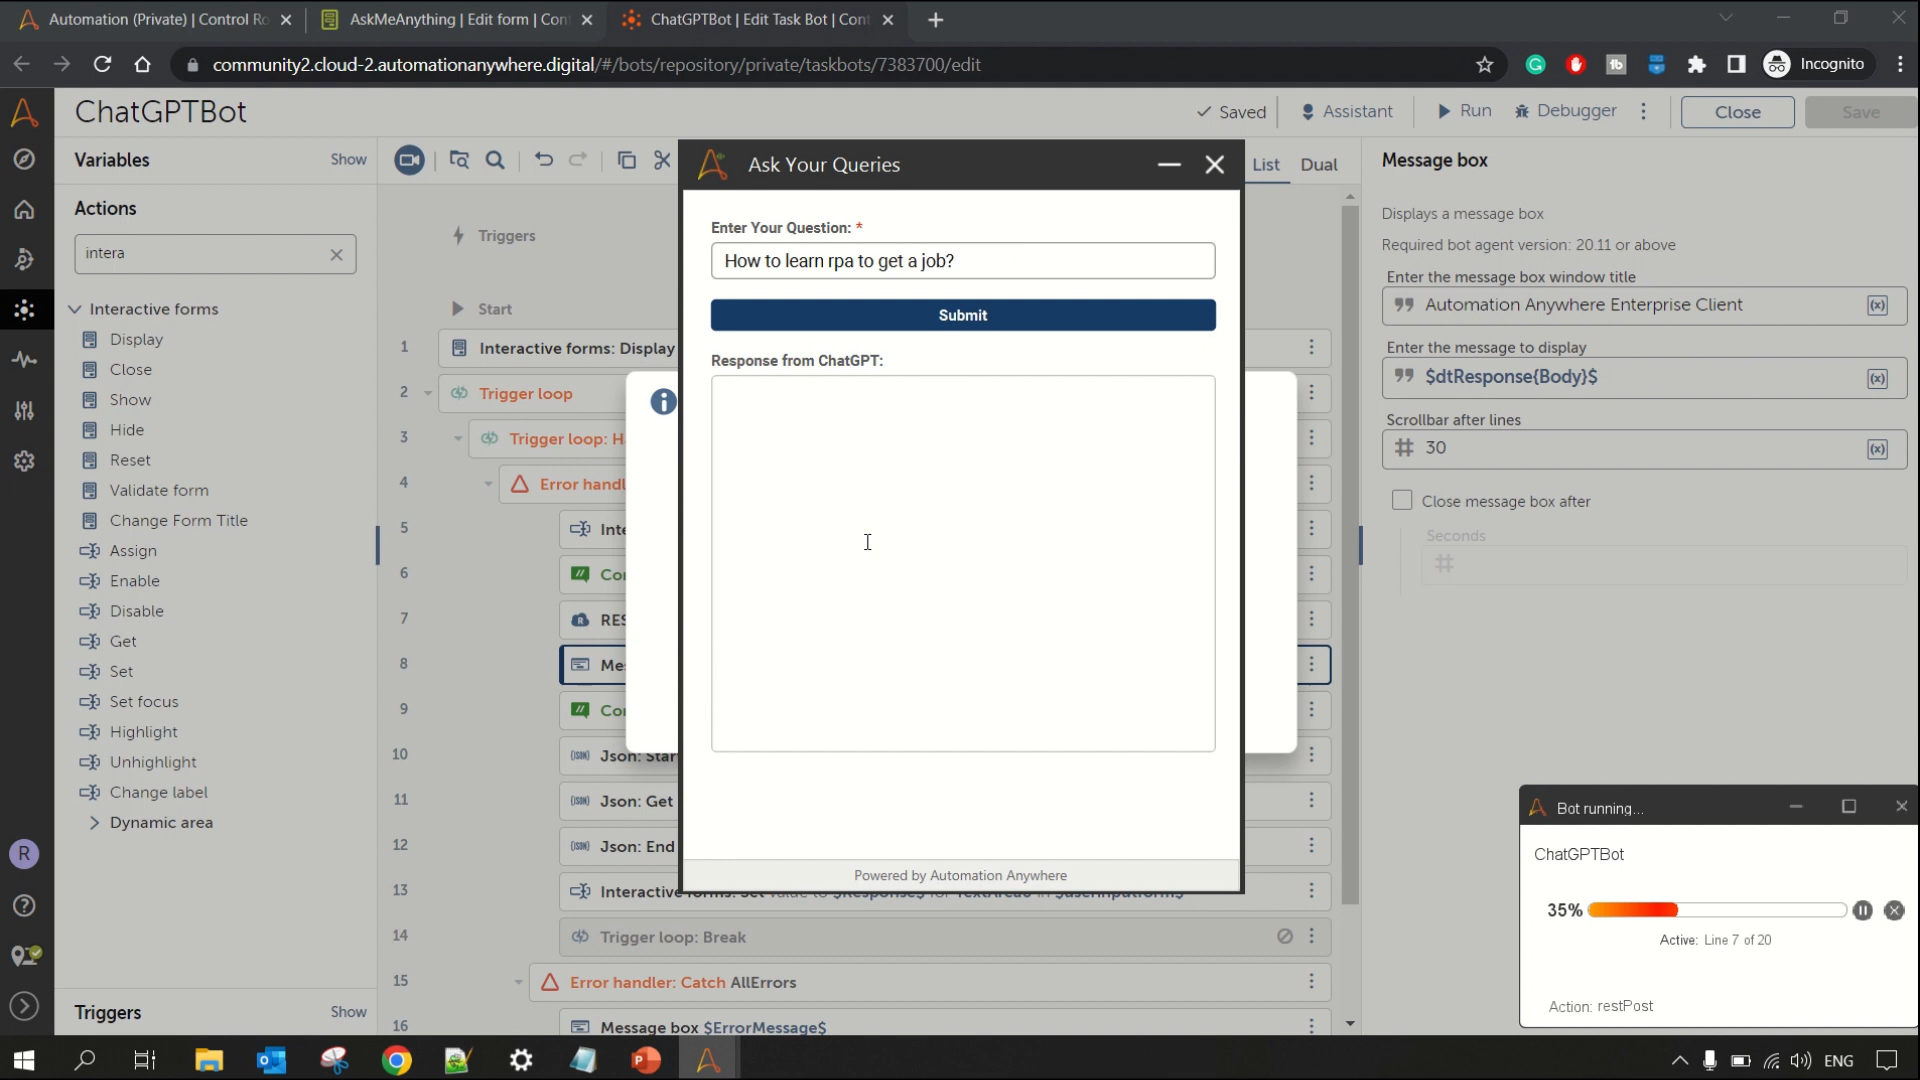 Automation (Private) | Control Ro
AskMeAnything | Edit form | Con
ChatGPTBot | Edit Task Bot | Cont
community2.cloud-2.automationanywhere.digital/#/bots/repository/private/taskbots/7383700/edit
Incognito
ChatGPTBot
Saved
Assistant
Run
Debugger
Close
Save
Variables
Show
List
Dual
Message box
Actions
intera
Interactive forms
Display
Close
Show
Hide
Reset
Validate form
Change Form Title
Assign
Enable
Disable
Get
Set
Set focus
Highlight
Unhighlight
Change label
Dynamic area
Triggers
Show
Triggers
Start
1 Interactive forms: Display
2 Trigger loop
3 Trigger loop: H
4 Error handl
5 Inte
6 Co
7 RES
8 Me
9 Co
10 Json: Star
11 Json: Get
12 Json: End
13
14 Trigger loop: Break
15 Error handler: Catch AllErrors
16 Message box $ErrorMessage$
Ask Your Queries
Enter Your Question: *
How to learn rpa to get a job?
Submit
Response from ChatGPT:
Powered by Automation Anywhere
Displays a message box
Required bot agent version: 20.11 or above
Enter the message box window title
Automation Anywhere Enterprise Client
(x)
Enter the message to display
$dtResponse{Body}$
(x)
Scrollbar after lines
# 30
(x)
Close message box after
Seconds
#
Bot running...
ChatGPTBot
35%
Active: Line 7 of 20
Action: restPost
R
ENG